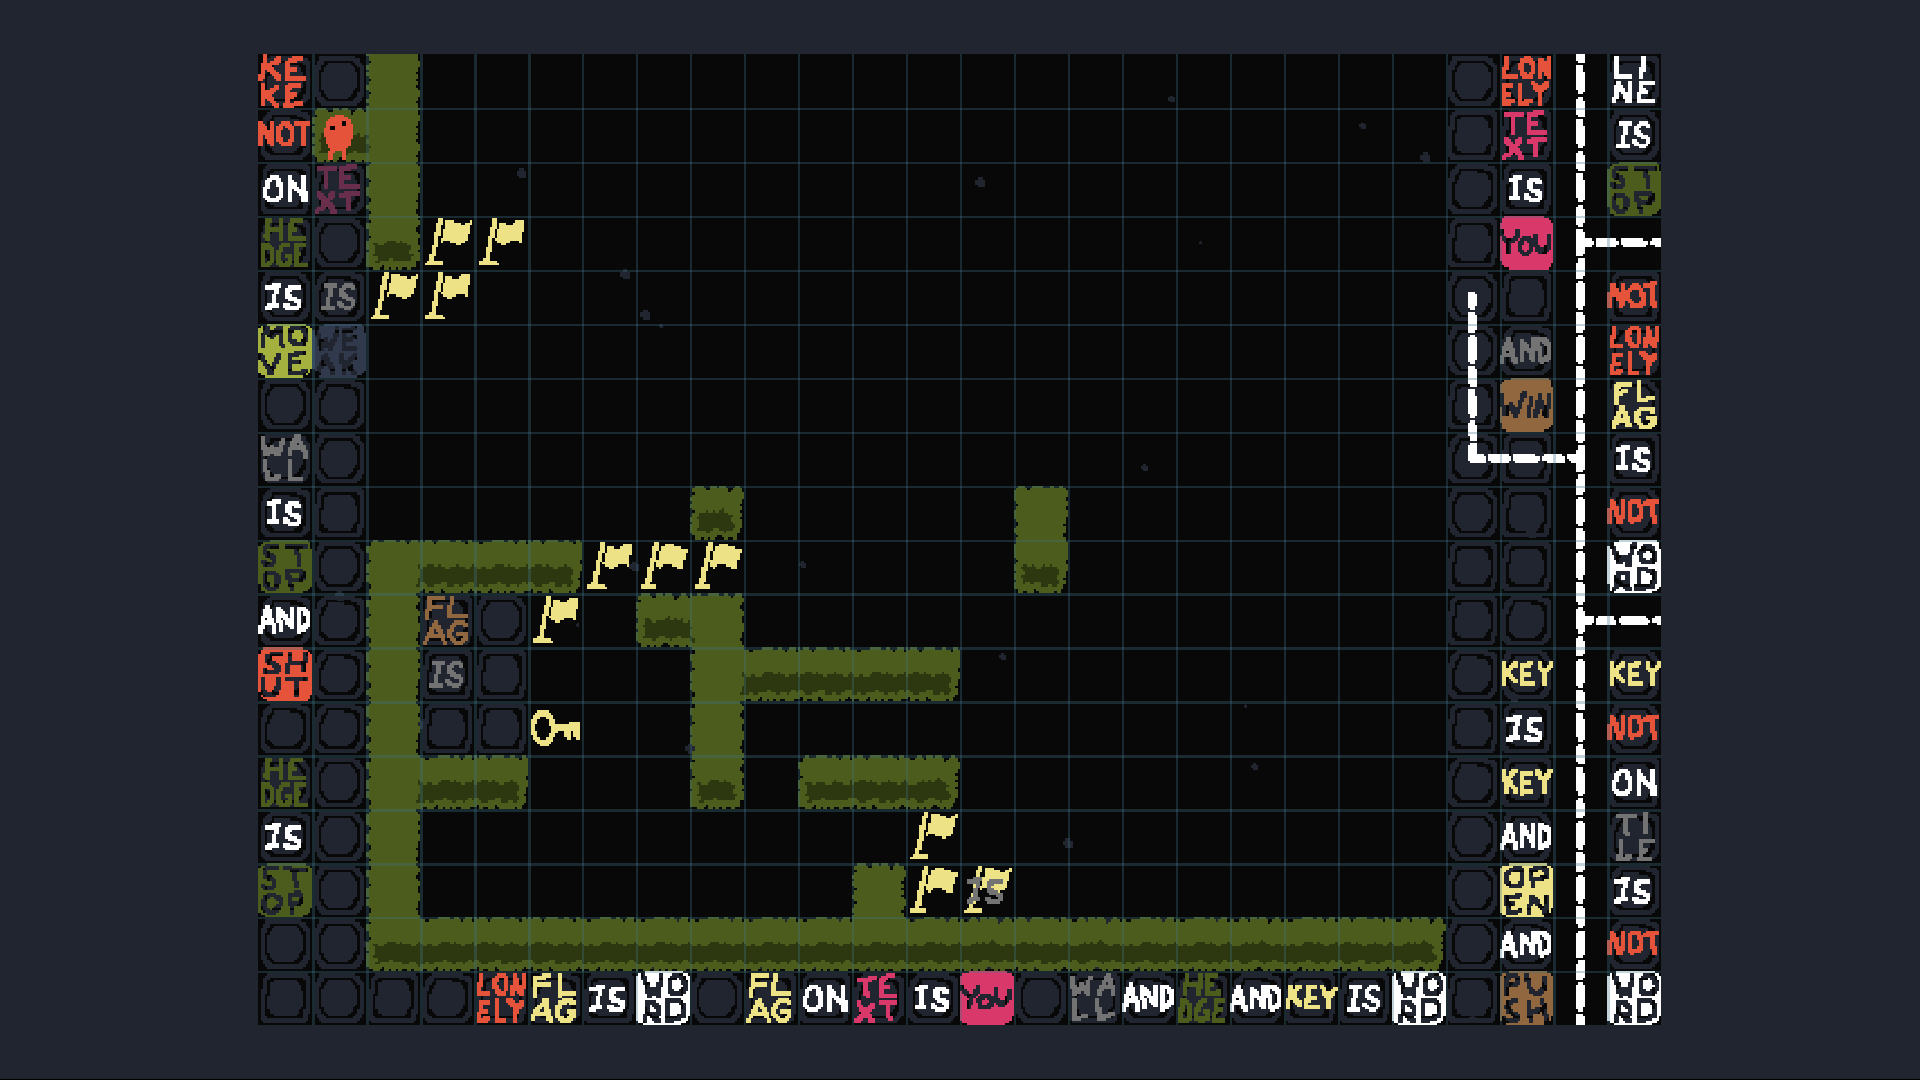 KEKE NOT ON HEDGE IS MOVE
WALL IS STOP AND SHUT
HEDGE IS STOP
TEXT
IS WEAK
FLAG IS
IS
LONELY FLAG IS WORD
FLAG ON TEXT IS YOU
WALL AND HEDGE AND KEY IS WORD
LONELY TEXT IS YOU
AND WIN
KEY IS KEY AND OPEN AND PUSH
LINE IS STOP
NOT LONELY FLAG IS NOT WORD
KEY NOT ON TILE IS NOT WORD